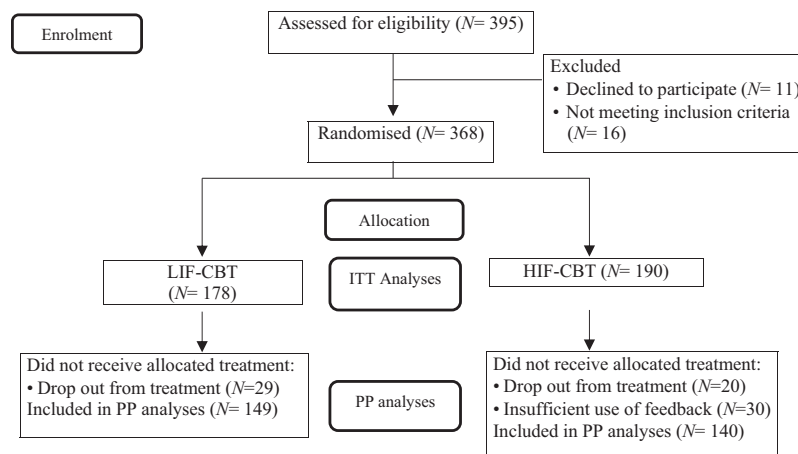 Enrolment
Assessed for eligibility (N= 395)
Excluded
• Declined to participate (N= 11)
• Not meeting inclusion criteria
(N= 16)
Randomised (N= 368)
Allocation
LIF-CBT
(N= 178)
ITT Analyses
HIF-CBT (N= 190)
Did not receive allocated treatment:
• Drop out from treatment (N=29)
Included in PP analyses (N= 149)
PP analyses
Did not receive allocated treatment:
• Drop out from treatment (N=20)
• Insufficient use of feedback (N=30)
Included in PP analyses (N= 140)